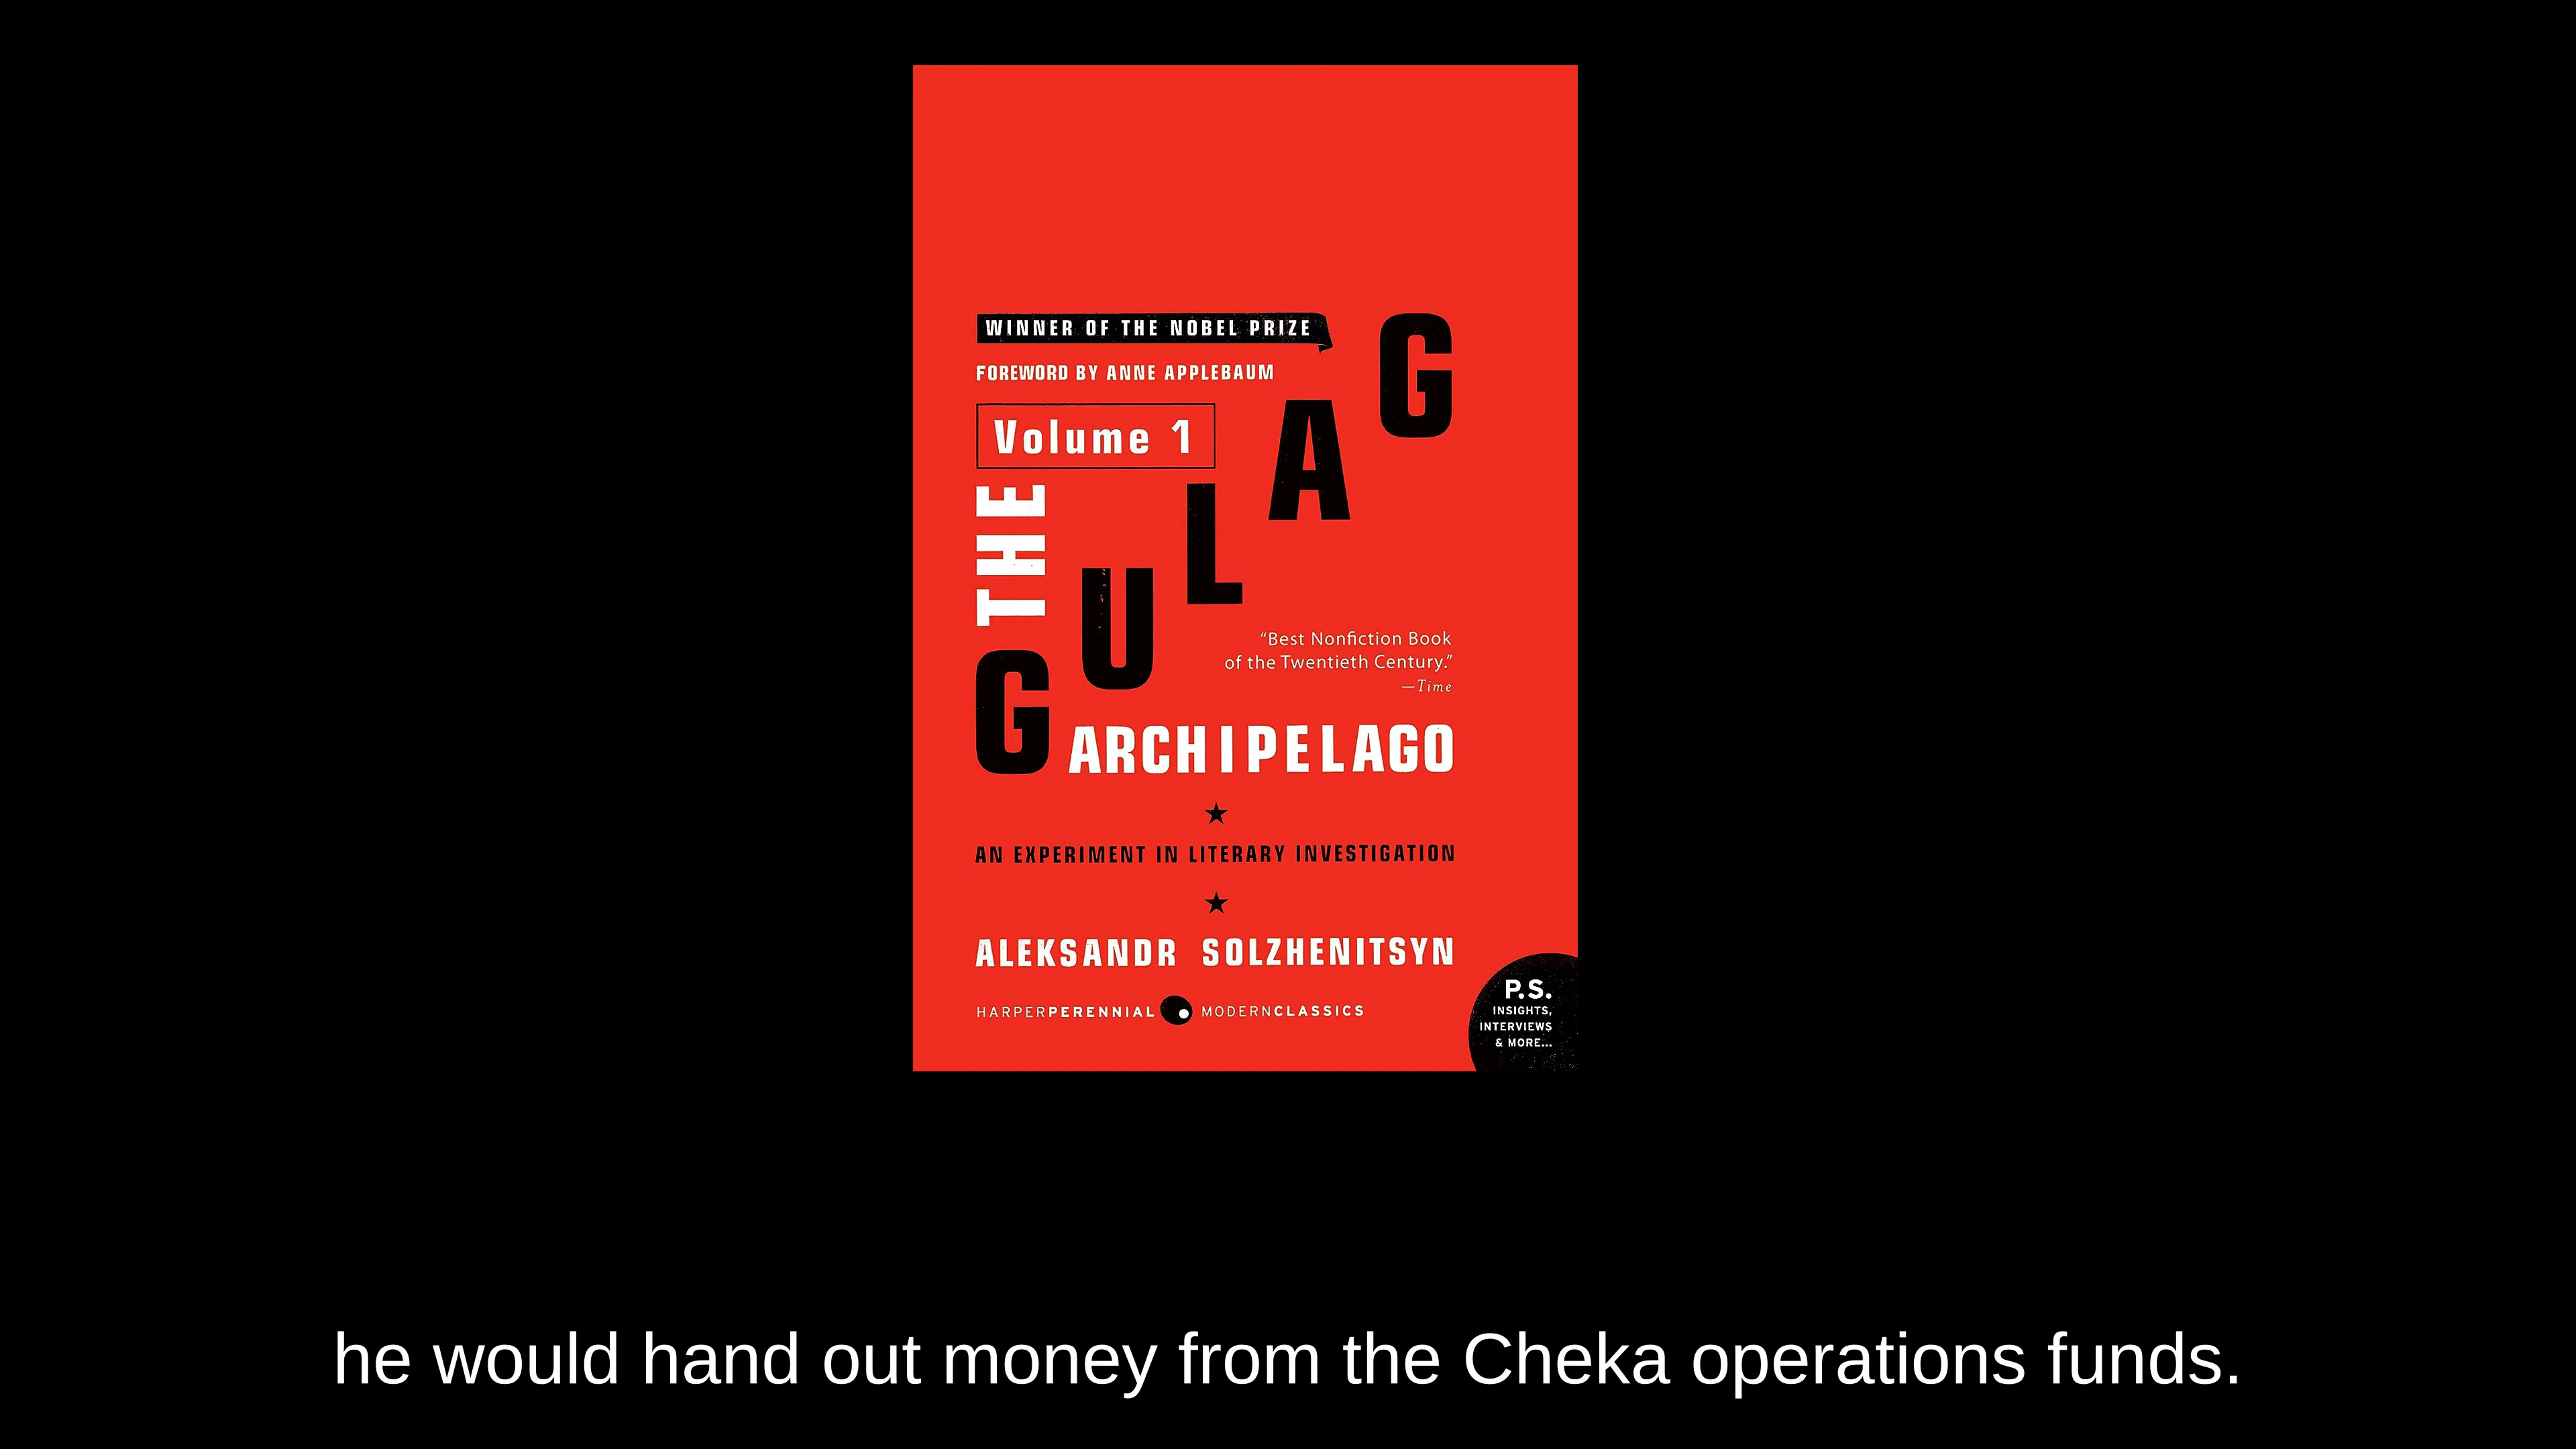 WINNER OF THE NOBEL PRIZE
FOREWORD BY ANNE APPLEBAUM
Volume 1
THE
GULAG
"Best Nonfiction Book
of the Twentieth Century."
—Time
ARCHIPELAGO
AN EXPERIMENT IN LITERARY INVESTIGATION
ALEKSANDR SOLZHENITSYN
HARPERPERENNIAL MODERNCLASSICS
P.S.
INSIGHTS,
INTERVIEWS
& MORE...
he would hand out money from the Cheka operations funds.